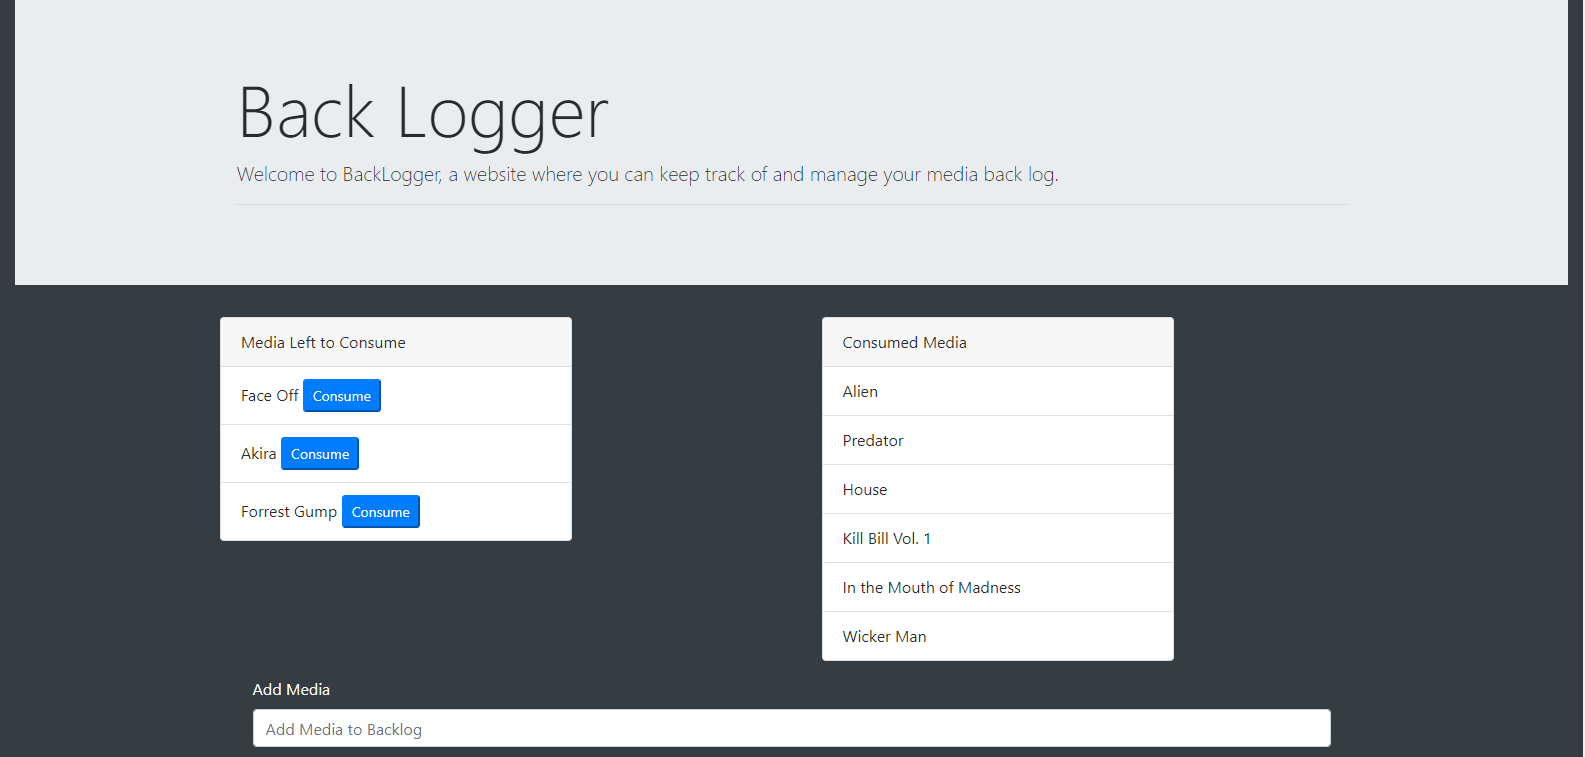 Back Logger
Welcome to BackLogger, a website where you can keep track of and manage your media back log.
Media Left to Consume
Face Off Consume
Akira Consume
Forrest Gump Consume
Consumed Media
Alien
Predator
House
Kill Bill Vol. 1
In the Mouth of Madness
Wicker Man
Add Media
Add Media to Backlog